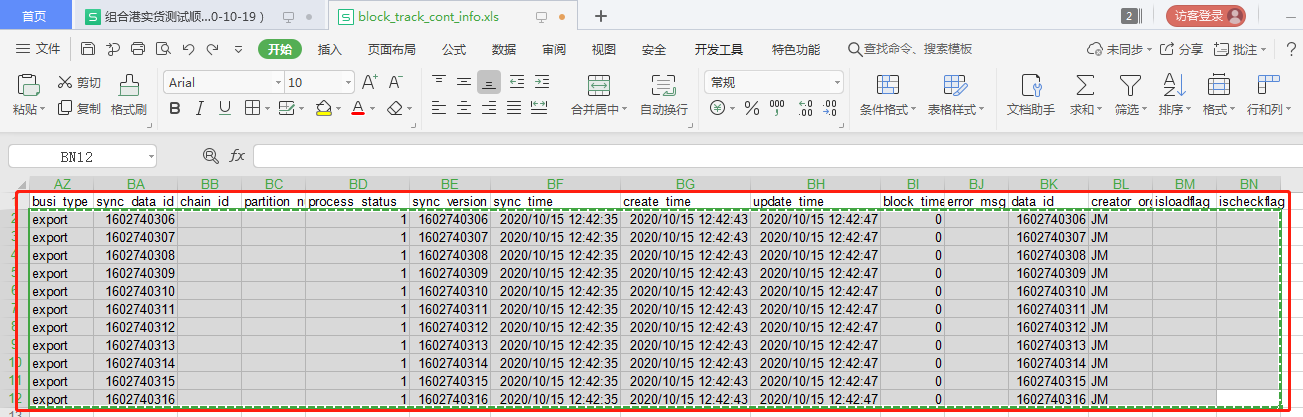 首页 组合港实货测试顺...0-10-19） block_track_cont_info.xls + 2 访客登录
文件 开始 插入 页面布局 公式 数据 审阅 视图 安全 开发工具 特色功能 查找命令、搜索模板 未同步 分享 批注 ?
粘贴 剪切 复制 格式刷 Arial 10 A+ A- B I U A 合并居中 自动换行 常规 % 000 条件格式 表格样式 文档助手 求和 筛选 排序 格式 行和列
BN12 fx
AZ BA BB BC BD BE BF BG BH BI BJ BK BL BM BN
1 busi_type sync_data_id chain_id partition_n process_status sync_version sync_time create_time update_time block_time error_msg data_id creator_or isloadflag ischeckflag
2 export 1602740306 1 1602740306 2020/10/15 12:42:35 2020/10/15 12:42:43 2020/10/15 12:42:47 0 1602740306 JM
3 export 1602740307 1 1602740307 2020/10/15 12:42:35 2020/10/15 12:42:43 2020/10/15 12:42:47 0 1602740307 JM
4 export 1602740308 1 1602740308 2020/10/15 12:42:35 2020/10/15 12:42:43 2020/10/15 12:42:47 0 1602740308 JM
5 export 1602740309 1 1602740309 2020/10/15 12:42:35 2020/10/15 12:42:43 2020/10/15 12:42:47 0 1602740309 JM
6 export 1602740310 1 1602740310 2020/10/15 12:42:35 2020/10/15 12:42:43 2020/10/15 12:42:47 0 1602740310 JM
7 export 1602740311 1 1602740311 2020/10/15 12:42:35 2020/10/15 12:42:43 2020/10/15 12:42:47 0 1602740311 JM
8 export 1602740312 1 1602740312 2020/10/15 12:42:35 2020/10/15 12:42:43 2020/10/15 12:42:47 0 1602740312 JM
9 export 1602740313 1 1602740313 2020/10/15 12:42:35 2020/10/15 12:42:43 2020/10/15 12:42:47 0 1602740313 JM
10 export 1602740314 1 1602740314 2020/10/15 12:42:35 2020/10/15 12:42:43 2020/10/15 12:42:47 0 1602740314 JM
11 export 1602740315 1 1602740315 2020/10/15 12:42:35 2020/10/15 12:42:43 2020/10/15 12:42:47 0 1602740315 JM
12 export 1602740316 1 1602740316 2020/10/15 12:42:35 2020/10/15 12:42:43 2020/10/15 12:42:47 0 1602740316 JM
13